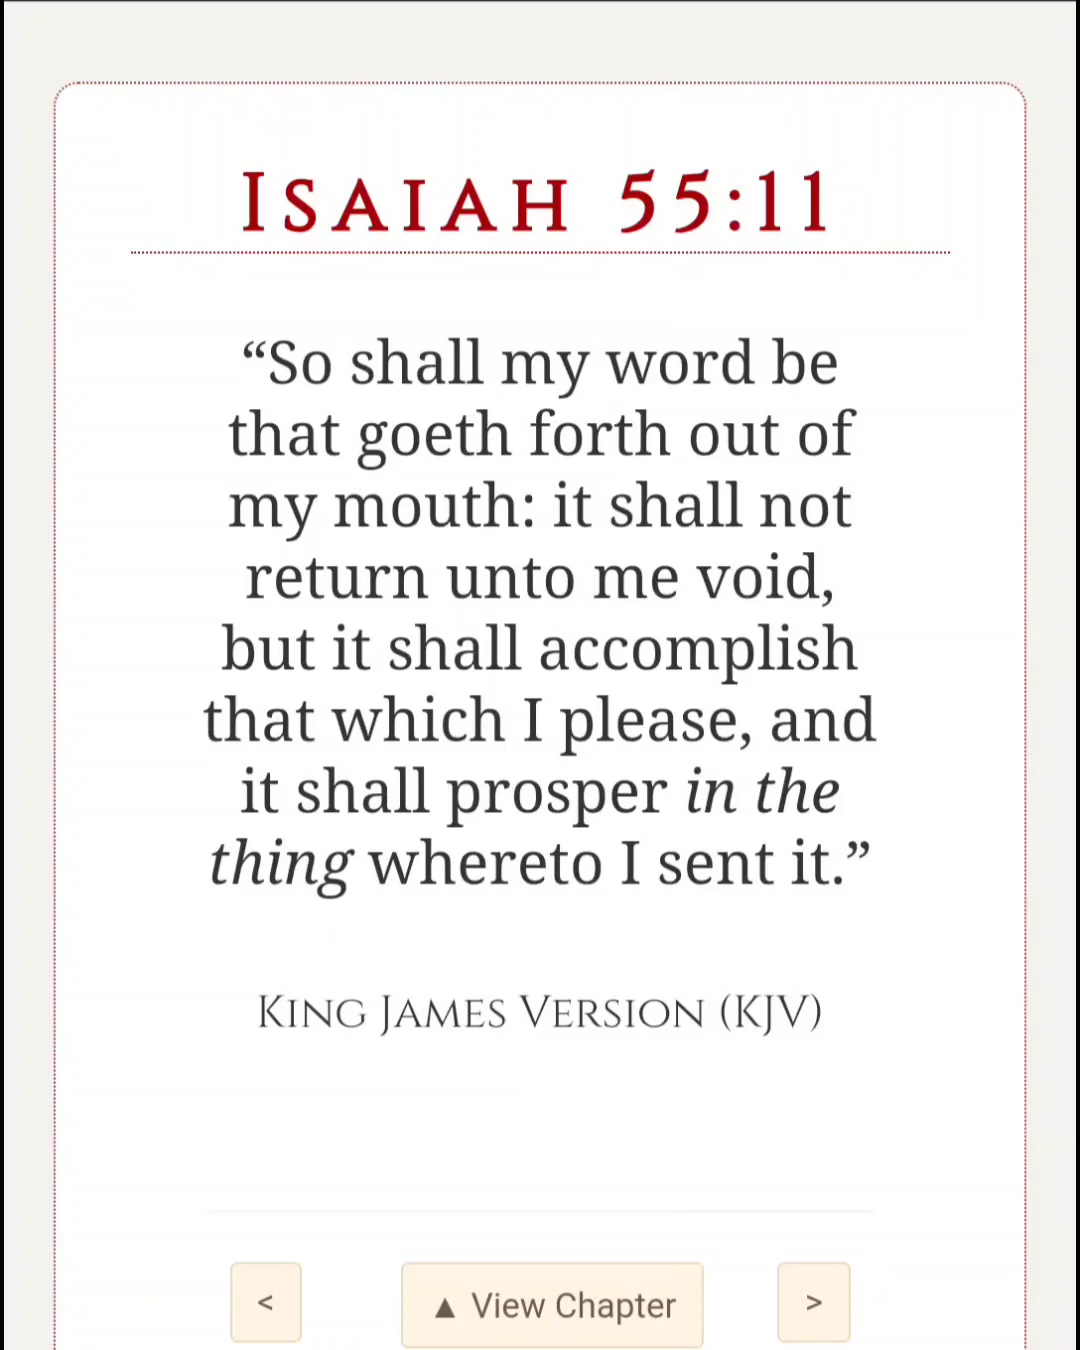 Isaiah 55:11
“So shall my word be
that goeth forth out of
my mouth: it shall not
return unto me void,
but it shall accomplish
that which I please, and
it shall prosper in the
thing whereto I sent it.”
King James Version (KJV)
< ▲ View Chapter >